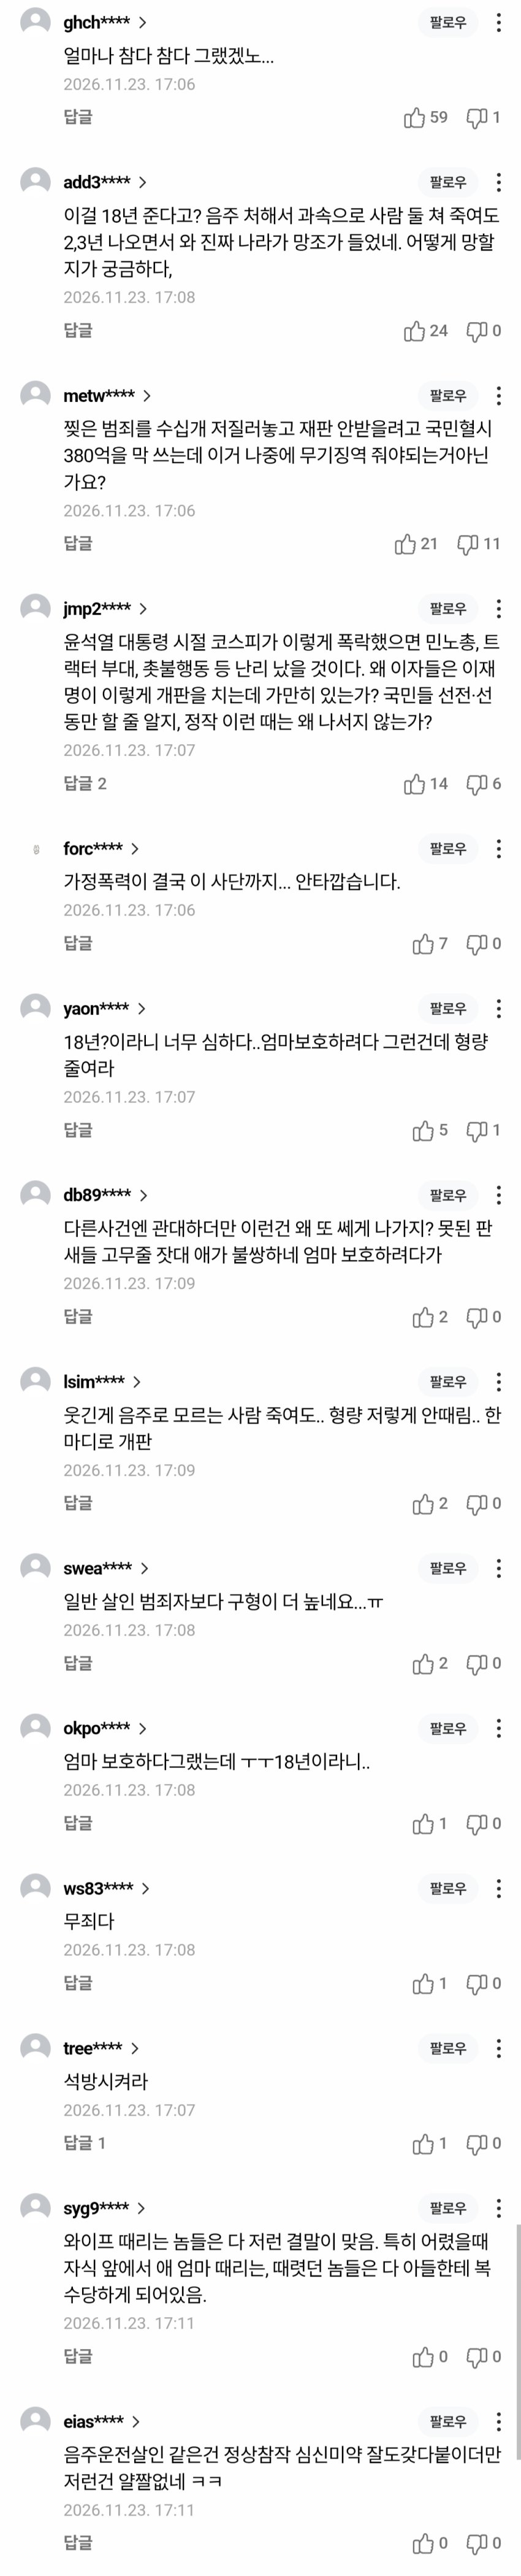 ghch**** >
팔로우
얼마나 참다 참다 그랬겠노...
2026.11.23. 17:06
답글
59 1
add3**** >
팔로우
이걸 18년 준다고? 음주 처해서 과속으로 사람 둘 쳐 죽여도
2,3년 나오면서 와 진짜 나라가 망조가 들었네. 어떻게 망할
지가 궁금하다,
2026.11.23. 17:08
답글
24 0
metw**** >
팔로우
찢은 범죄를 수십개 저질러놓고 재판 안받을려고 국민혈시
380억을 막 쓰는데 이거 나중에 무기징역 줘야되는거아닌
가요?
2026.11.23. 17:06
답글
21 11
jmp2**** >
팔로우
윤석열 대통령 시절 코스피가 이렇게 폭락했으면 민노총, 트
랙터 부대, 촛불행동 등 난리 났을 것이다. 왜 이자들은 이재
명이 이렇게 개판을 치는데 가만히 있는가? 국민들 선전·선
동만 할 줄 알지, 정작 이런 때는 왜 나서지 않는가?
2026.11.23. 17:07
답글 2
14 6
forc**** >
팔로우
가정폭력이 결국 이 사단까지... 안타깝습니다.
2026.11.23. 17:06
답글
7 0
yaon**** >
팔로우
18년?이라니 너무 심하다..엄마보호하려다 그런건데 형량
줄여라
2026.11.23. 17:07
답글
5 1
db89**** >
팔로우
다른사건엔 관대하더만 이런건 왜 또 쎄게 나가지? 못된 판
새들 고무줄 잣대 애가 불쌍하네 엄마 보호하려다가
2026.11.23. 17:09
답글
2 0
lsim**** >
팔로우
웃긴게 음주로 모르는 사람 죽여도.. 형량 저렇게 안때림.. 한
마디로 개판
2026.11.23. 17:09
답글
2 0
swea**** >
팔로우
일반 살인 범죄자보다 구형이 더 높네요...ㅠ
2026.11.23. 17:08
답글
2 0
okpo**** >
팔로우
엄마 보호하다그랬는데 ㅜㅜ18년이라니..
2026.11.23. 17:08
답글
1 0
ws83**** >
팔로우
무죄다
2026.11.23. 17:08
답글
1 0
tree**** >
팔로우
석방시켜라
2026.11.23. 17:07
답글 1
1 0
syg9**** >
팔로우
와이프 때리는 놈들은 다 저런 결말이 맞음. 특히 어렸을때
자식 앞에서 애 엄마 때리는, 때렷던 놈들은 다 아들한테 복
수당하게 되어있음.
2026.11.23. 17:11
답글
0 0
eias**** >
팔로우
음주운전살인 같은건 정상참작 심신미약 잘도갖다붙이더만
저런건 얄짤없네 ㅋㅋ
2026.11.23. 17:11
답글
0 0